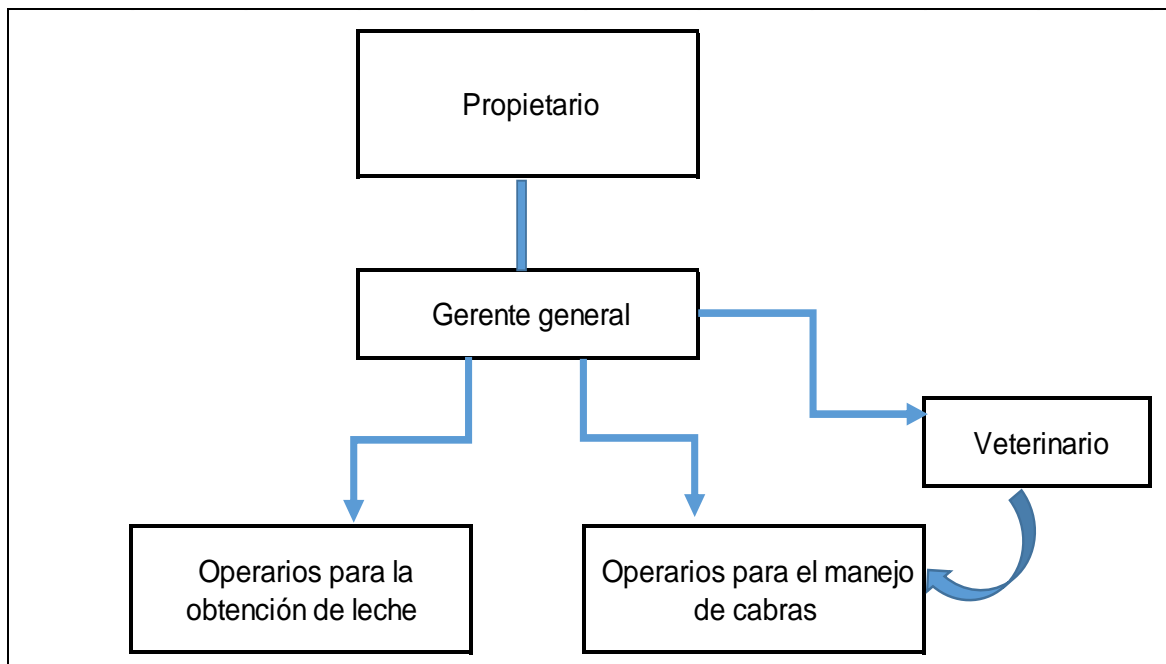 Propietario
Gerente general
Veterinario
Operarios para la
obtención de leche
Operarios para el manejo
de cabras